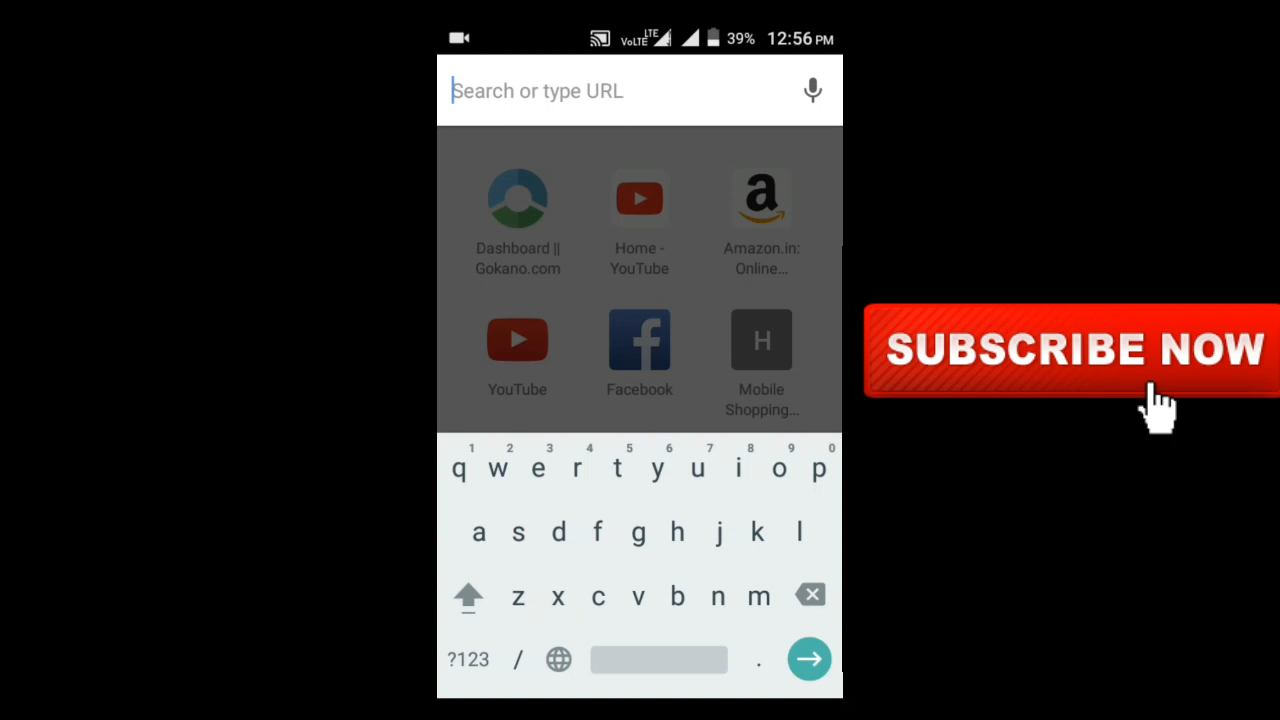 VoLTE LTE 39% 12:56 PM
Search or type URL
Dashboard ||
Gokano.com
Home -
YouTube
a
Amazon.in:
Online...
YouTube
f
Facebook
H
Mobile
Shopping...
SUBSCRIBE NOW
1 2 3 4 5 6 7 8 9 0
q w e r t y u i o p
a s d f g h j k l
z x c v b n m
?123 / .